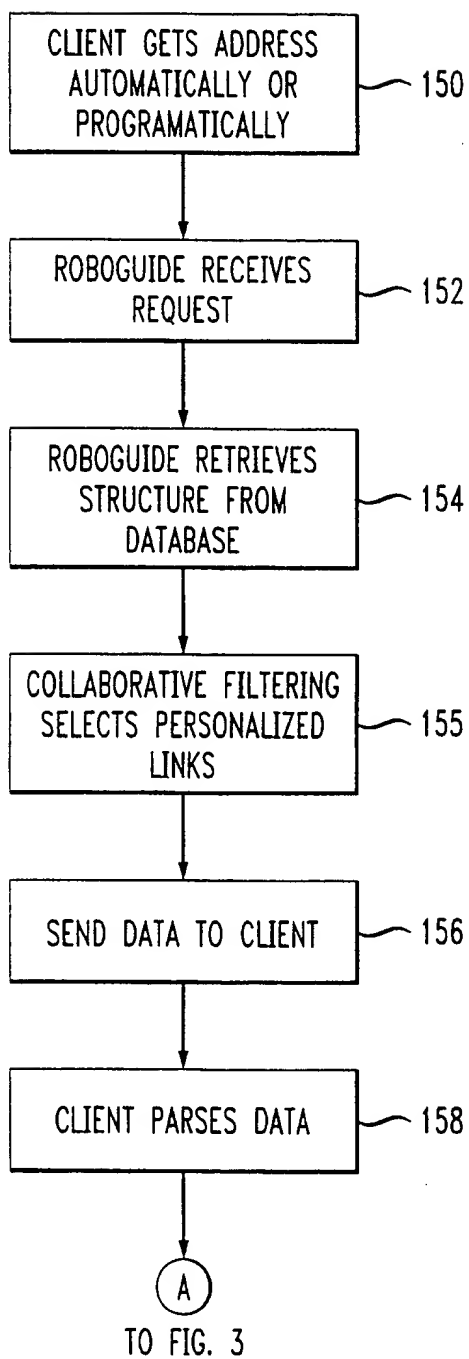 CLIENT GETS ADDRESS
AUTOMATICALLY OR
PROGRAMATICALLY
150
ROBOGUIDE RECEIVES
REQUEST
152
ROBOGUIDE RETRIEVES
STRUCTURE FROM
DATABASE
154
COLLABORATIVE FILTERING
SELECTS PERSONALIZED
LINKS
155
SEND DATA TO CLIENT
156
CLIENT PARSES DATA
158
A
TO FIG. 3